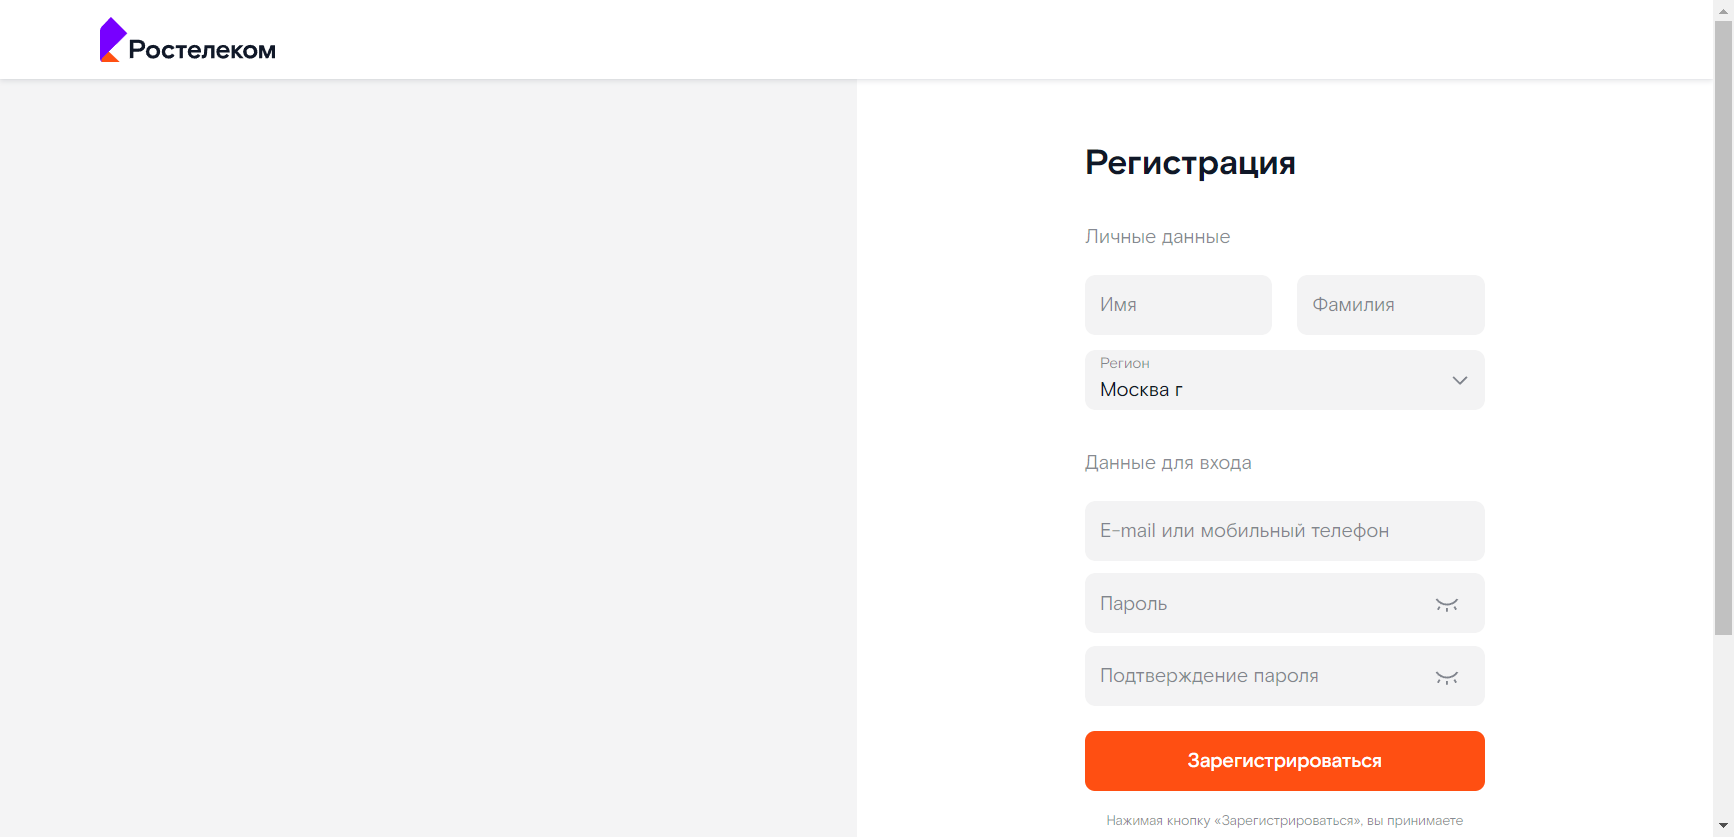 Ростелеком
Регистрация
Личные данные
Имя
Фамилия
Регион
Москва г
Данные для входа
E-mail или мобильный телефон
Пароль
Подтверждение пароля
Зарегистрироваться
Нажимая кнопку «Зарегистрироваться», вы принимаете